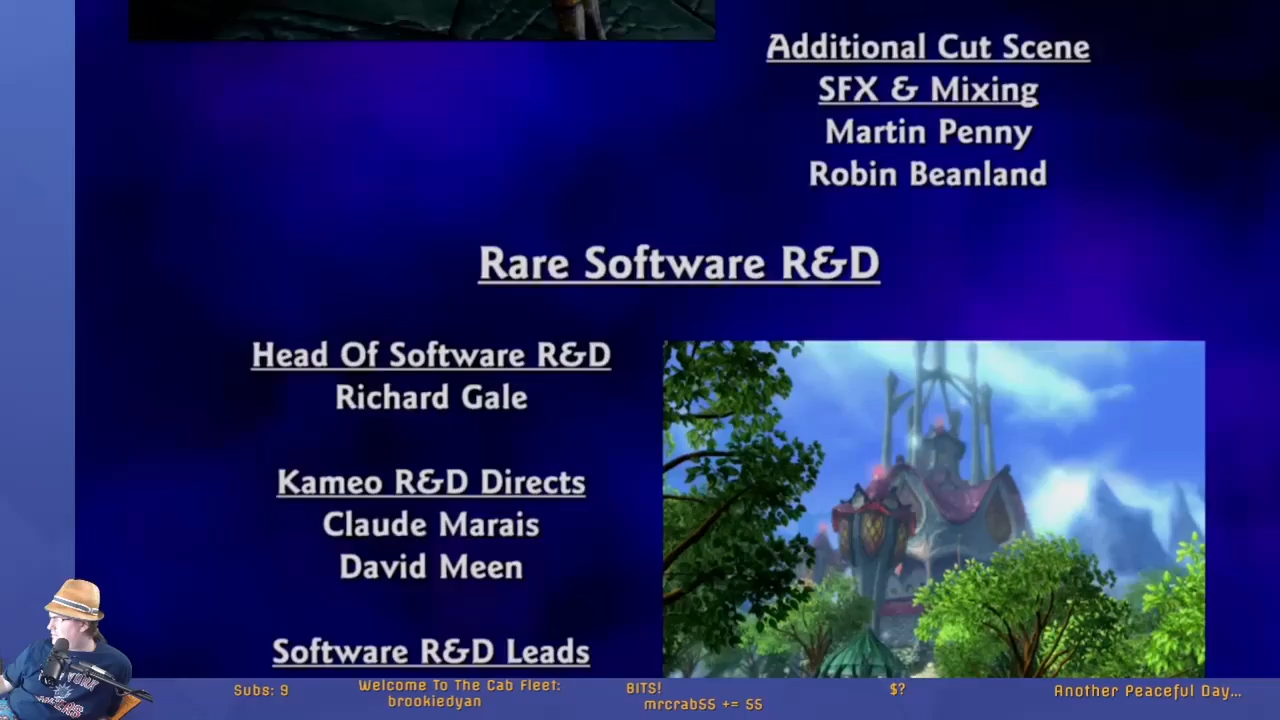 Additional Cut Scene
SFX & Mixing
Martin Penny
Robin Beanland
Rare Software R&D
Head Of Software R&D
Richard Gale
Kameo R&D Directs
Claude Marais
David Meen
Software R&D Leads
Subs: 9
Welcome To The Cab Fleet:
brookiedyan
BITS!
mrcrab55 += 55
$?
Another Peaceful Day...